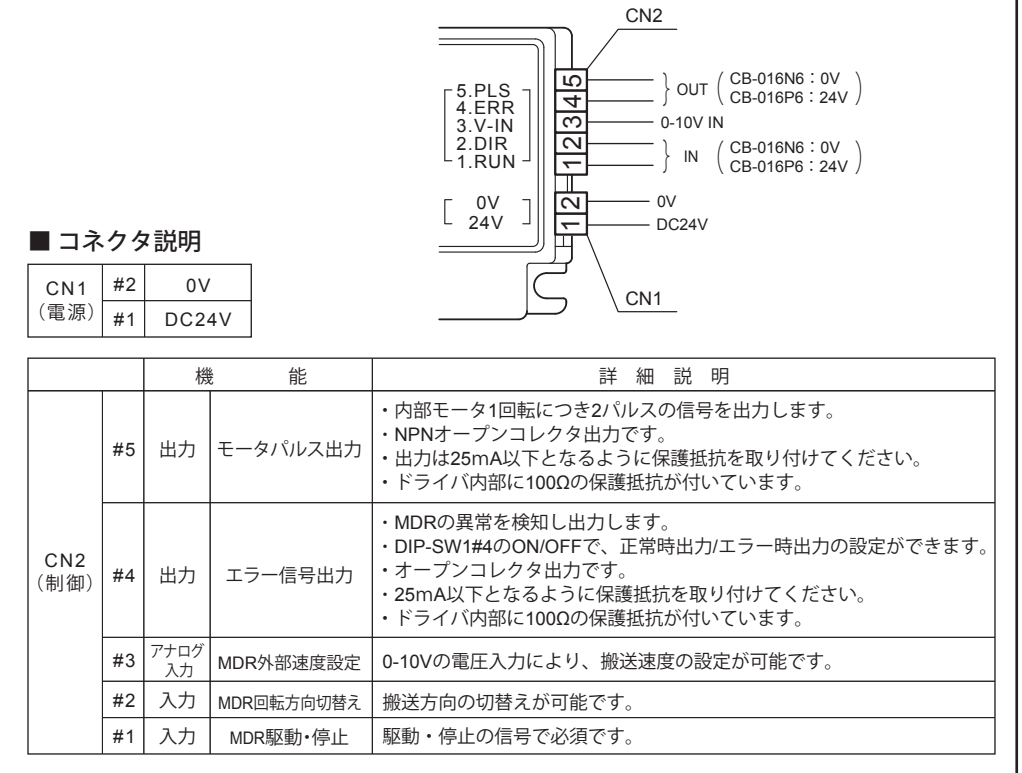 CN2
5.PLS
4.ERR
3.V-IN
2.DIR
1.RUN
0V
24V
5
4
3
2
1
2
1
OUT ( CB-016N6：0V
CB-016P6：24V )
0-10V IN
IN ( CB-016N6：0V
CB-016P6：24V )
0V
DC24V
CN1
■ コネクタ説明
CN1
（電源）
#2 0V
#1 DC24V
機 能 詳 細 説 明
CN2
（制御）
#5 出力 モータパルス出力
・内部モータ1回転につき2パルスの信号を出力します。
・NPNオープンコレクタ出力です。
・出力は25mA以下となるように保護抵抗を取り付けてください。
・ドライバ内部に100Ωの保護抵抗が付いています。
#4 出力 エラー信号出力
・MDRの異常を検知し出力します。
・DIP-SW1#4のON/OFFで、正常時出力/エラー時出力の設定ができます。
・オープンコレクタ出力です。
・25mA以下となるように保護抵抗を取り付けてください。
・ドライバ内部に100Ωの保護抵抗が付いています。
#3 アナログ
入力 MDR外部速度設定 0-10Vの電圧入力により、搬送速度の設定が可能です。
#2 入力 MDR回転方向切替え 搬送方向の切替えが可能です。
#1 入力 MDR駆動・停止 駆動・停止の信号で必須です。